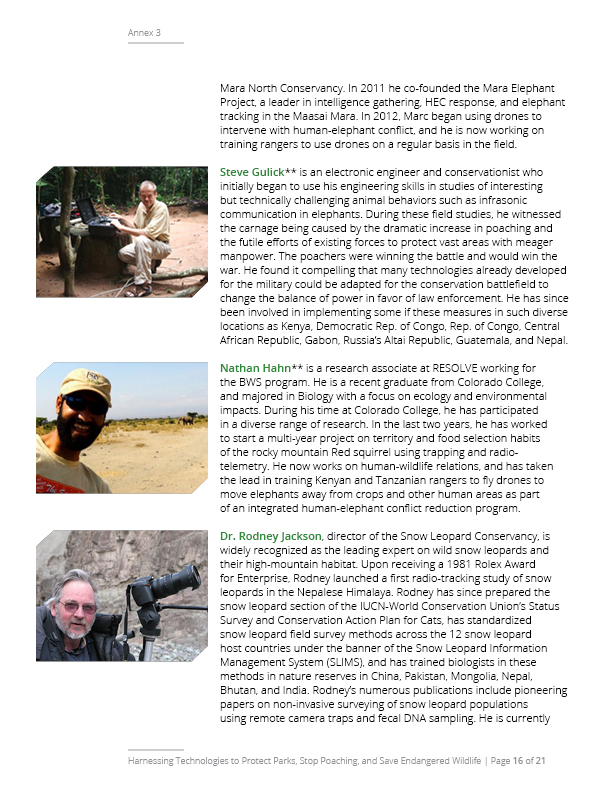 Annex 3
Mara North Conservancy. In 2011 he co-founded the Mara Elephant
Project, a leader in intelligence gathering, HEC response, and elephant
tracking in the Maasai Mara. In 2012, Marc began using drones to
intervene with human-elephant conflict, and he is now working on
training rangers to use drones on a regular basis in the field.
Steve Gulick** is an electronic engineer and conservationist who
initially began to use his engineering skills in studies of interesting
but technically challenging animal behaviors such as infrasonic
communication in elephants. During these field studies, he witnessed
the carnage being caused by the dramatic increase in poaching and
the futile efforts of existing forces to protect vast areas with meager
manpower. The poachers were winning the battle and would win the
war. He found it compelling that many technologies already developed
for the military could be adapted for the conservation battlefield to
change the balance of power in favor of law enforcement. He has since
been involved in implementing some if these measures in such diverse
locations as Kenya, Democratic Rep. of Congo, Rep. of Congo, Central
African Republic, Gabon, Russia's Altai Republic, Guatemala, and Nepal.
Nathan Hahn** is a research associate at RESOLVE working for
the BWS program. He is a recent graduate from Colorado College,
and majored in Biology with a focus on ecology and environmental
impacts. During his time at Colorado College, he has participated
in a diverse range of research. In the last two years, he has worked
to start a multi-year project on territory and food selection habits
of the rocky mountain Red squirrel using trapping and radio-
telemetry. He now works on human-wildlife relations, and has taken
the lead in training Kenyan and Tanzanian rangers to fly drones to
move elephants away from crops and other human areas as part
of an integrated human-elephant conflict reduction program.
Dr. Rodney Jackson, director of the Snow Leopard Conservancy, is
widely recognized as the leading expert on wild snow leopards and
their high-mountain habitat. Upon receiving a 1981 Rolex Award
for Enterprise, Rodney launched a first radio-tracking study of snow
leopards in the Nepalese Himalaya. Rodney has since prepared the
snow leopard section of the IUCN-World Conservation Union's Status
Survey and Conservation Action Plan for Cats, has standardized
snow leopard field survey methods across the 12 snow leopard
host countries under the banner of the Snow Leopard Information
Management System (SLIMS), and has trained biologists in these
methods in nature reserves in China, Pakistan, Mongolia, Nepal,
Bhutan, and India. Rodney's numerous publications include pioneering
papers on non-invasive surveying of snow leopard populations
using remote camera traps and fecal DNA sampling. He is currently
Harnessing Technologies to Protect Parks, Stop Poaching, and Save Endangered Wildlife | Page 16 of 21